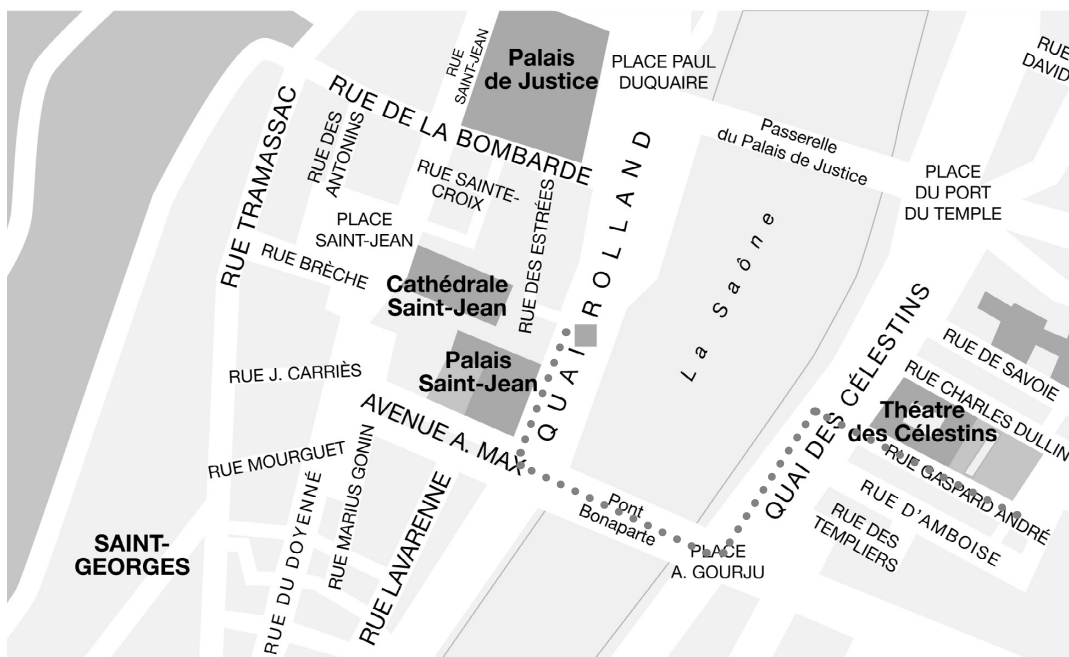 RUE
SAINT-JEAN
Palais
de Justice
PLACE PAUL
DUQUAIRE
RUE
DAVID
RUE DE LA BOMBARDE
RUE TRAMASSAC
RUE DES
ANTONINS
RUE SAINTE-
CROIX
RUE DES ESTRÉES
Passerelle
du Palais de Justice
PLACE
DU PORT
DU TEMPLE
PLACE
SAINT-JEAN
RUE BRÈCHE
Cathédrale
Saint-Jean
QUAI ROLLAND
La Saône
Palais
Saint-Jean
RUE J. CARRIÈS
AVENUE A. MAX
QUAI DES CÉLESTINS
RUE DE SAVOIE
RUE CHARLES DULLIN
Théatre
des Célestins
RUE GASPARD ANDRÉ
RUE D'AMBOISE
RUE DES
TEMPLIERS
RUE MOURGUET
RUE MARIUS GONIN
RUE DU DOYENNÉ
RUE LAVARENNE
Pont
Bonaparte
PLACE
A. GOURJU
SAINT-
GEORGES